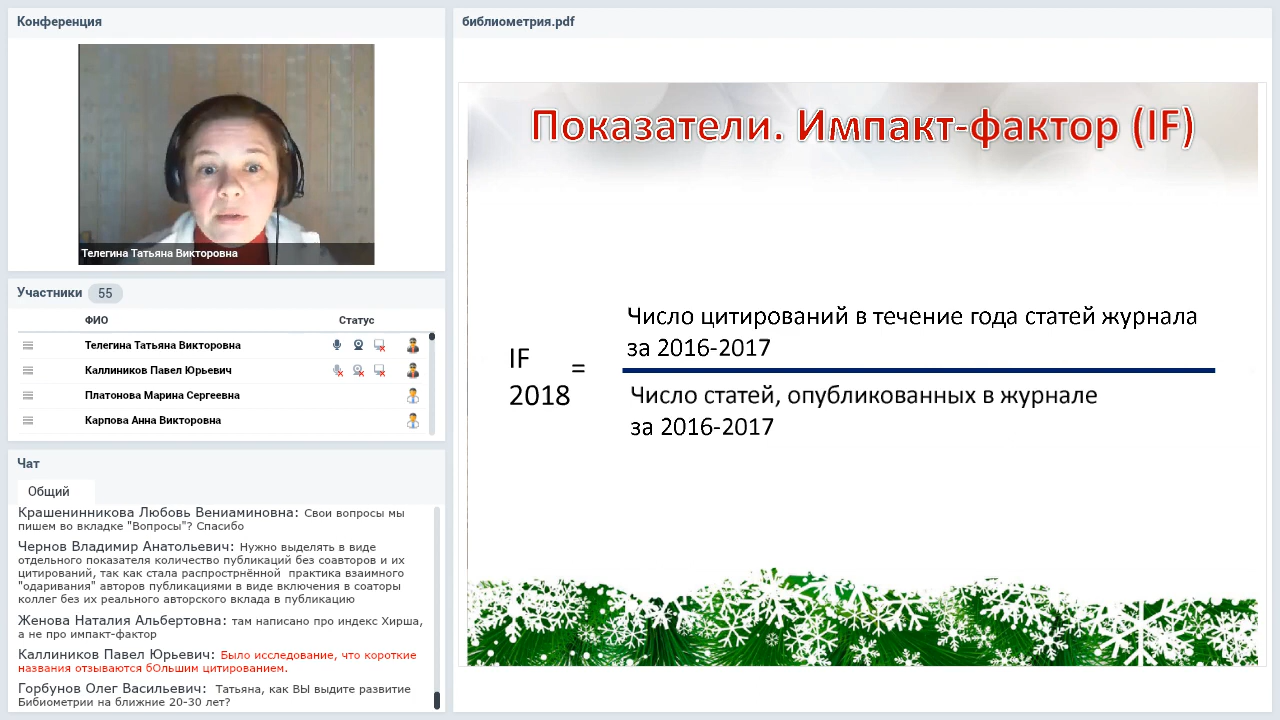 Конференция
Телегина Татьяна Викторовна
Участники 55
ФИО Статус
Телегина Татьяна Викторовна
Каллиников Павел Юрьевич
Платонова Марина Сергеевна
Карпова Анна Викторовна
Чат
Общий
Крашенинникова Любовь Вениаминовна: Свои вопросы мы
пишем во вкладке "Вопросы"? Спасибо
Чернов Владимир Анатольевич: Нужно выделять в виде
отдельного показателя количество публикаций без соавторов и их
цитирований, так как стала распрострнённой практика взаимного
"одаривания" авторов публикациями в виде включения в соаторы
коллег без их реального авторского вклада в публикацию
Женова Наталия Альбертовна: там написано про индекс Хирша,
а не про импакт-фактор
Каллиников Павел Юрьевич: Было исследование, что короткие
названия отзываются бОльшим цитированием.
Горбунов Олег Васильевич: Татьяна, как ВЫ выдите развитие
Бибиометрии на ближние 20-30 лет?
библиометрия.pdf
Показатели. Импакт-фактор (IF)
IF
2018
=
Число цитирований в течение года статей журнала
за 2016-2017
Число статей, опубликованных в журнале
за 2016-2017